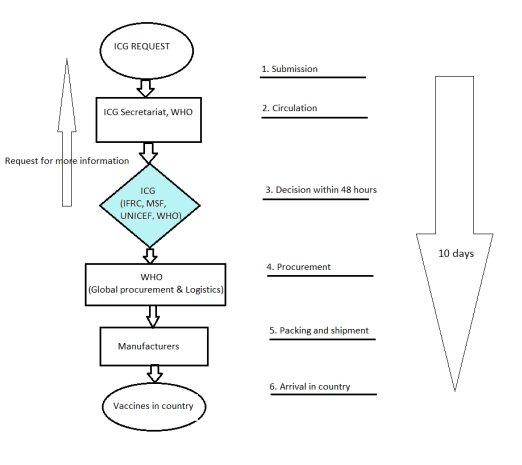 ICG REQUEST
1. Submission
ICG Secretariat, WHO
2. Circulation
Request for more information
ICG
(IFRC, MSF,
UNICEF, WHO)
3. Decision within 48 hours
10 days
WHO
(Global procurement & Logistics)
4. Procurement
Manufacturers
5. Packing and shipment
Vaccines in country
6. Arrival in country